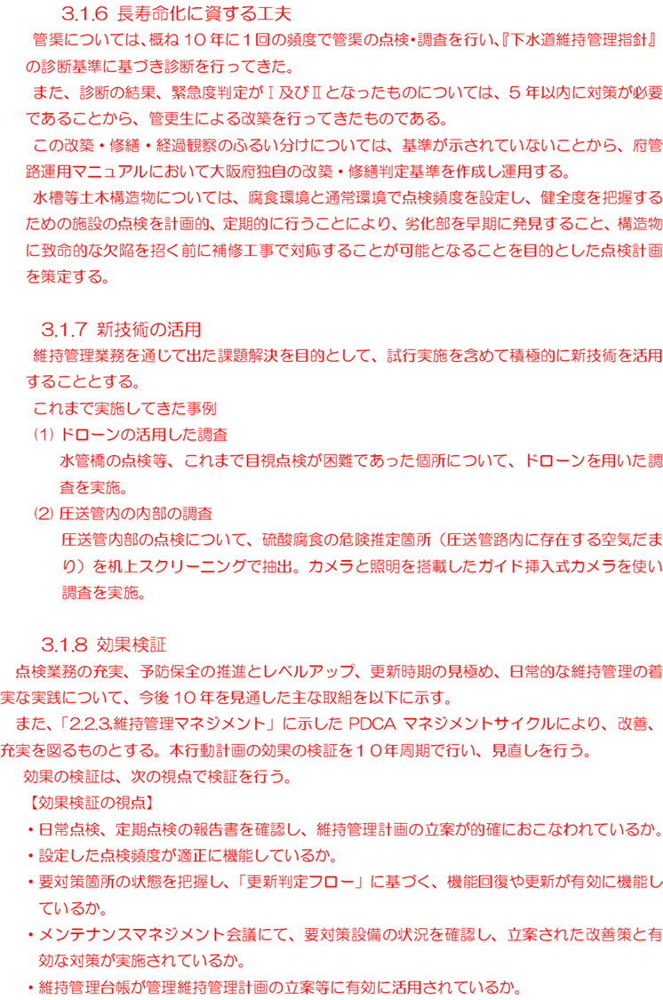 3.1.6 長寿命化に資する工夫
管渠については、概ね 10 年に１回の頻度で管渠の点検・調査を行い、『下水道維持管理指針』
の診断基準に基づき診断を行ってきた。
また、診断の結果、緊急度判定がⅠ及びⅡとなったものについては、5 年以内に対策が必要
であることから、管更生による改築を行ってきたものである。
この改築・修繕・経過観察のふるい分けについては、基準が示されていないことから、府管
路運用マニュアルにおいて大阪府独自の改築・修繕判定基準を作成し運用する。
水槽等土木構造物については、腐食環境と通常環境で点検頻度を設定し、健全度を把握する
ための施設の点検を計画的、定期的に行うことにより、劣化部を早期に発見すること、構造物
に致命的な欠陥を招く前に補修工事で対応することが可能となることを目的とした点検計画
を策定する。
3.1.7 新技術の活用
維持管理業務を通じて出た課題解決を目的として、試行実施を含めて積極的に新技術を活用
することとする。
これまで実施してきた事例
(1) ドローンの活用した調査
水管橋の点検等、これまで目視点検が困難であった個所について、ドローンを用いた調
査を実施。
(2) 圧送管内の内部の調査
圧送管内部の点検について、硫酸腐食の危険推定箇所（圧送管路内に存在する空気だま
り）を机上スクリーニングで抽出。カメラと照明を搭載したガイド挿入式カメラを使い
調査を実施。
3.1.8 効果検証
点検業務の充実、予防保全の推進とレベルアップ、更新時期の見極め、日常的な維持管理の着
実な実践について、今後 10 年を見通した主な取組を以下に示す。
また、「2.2.3.維持管理マネジメント」に示した PDCA マネジメントサイクルにより、改善、
充実を図るものとする。本行動計画の効果の検証を１０年周期で行い、見直しを行う。
効果の検証は、次の視点で検証を行う。
【効果検証の視点】
・日常点検、定期点検の報告書を確認し、維持管理計画の立案が的確におこなわれているか。
・設定した点検頻度が適正に機能しているか。
・要対策箇所の状態を把握し、「更新判定フロー」に基づく、機能回復や更新が有効に機能し
ているか。
・メンテナンスマネジメント会議にて、要対策設備の状況を確認し、立案された改善策と有
効な対策が実施されているか。
・維持管理台帳が管理維持管理計画の立案等に有効に活用されているか。